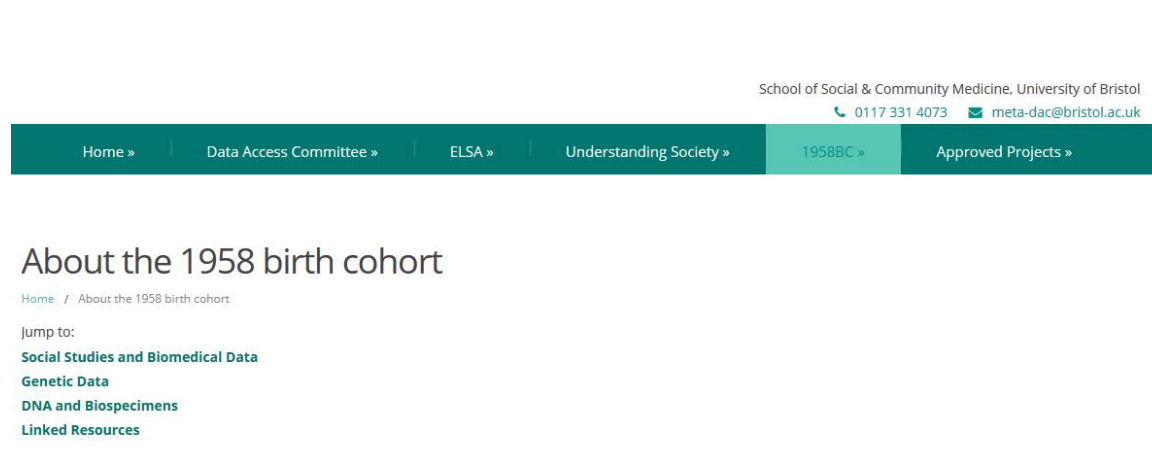 School of Social & Community Medicine, University of Bristol
0117 331 4073 meta-dac@bristol.ac.uk
Home » Data Access Committee » ELSA » Understanding Society » 1958BC » Approved Projects »
About the 1958 birth cohort
Home / About the 1958 birth cohort
Jump to:
Social Studies and Biomedical Data
Genetic Data
DNA and Biospecimens
Linked Resources